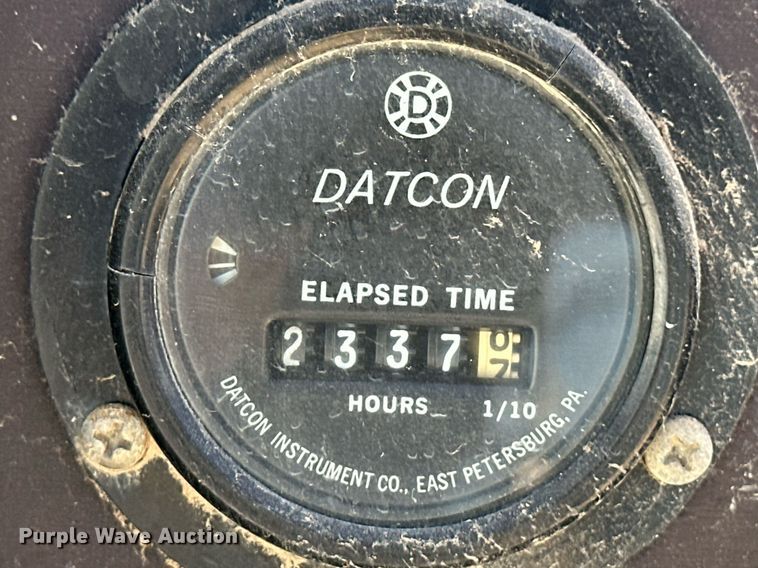 D
DATCON
ELAPSED TIME
2337
HOURS 1/10
DATCON INSTRUMENT CO., EAST PETERSBURG, PA.
Purple Wave Auction